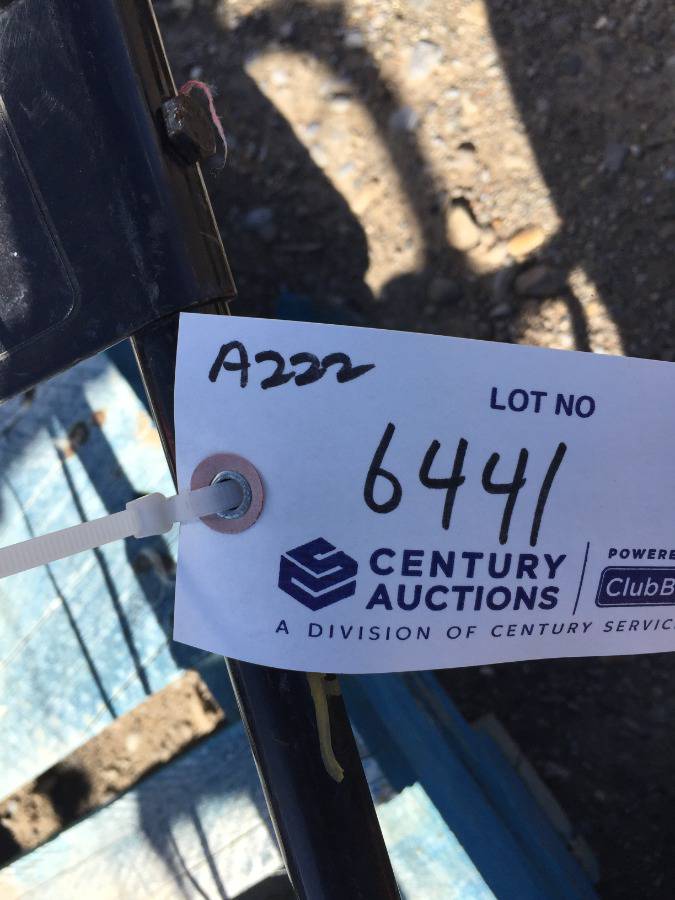 A222
LOT NO
6441
CENTURY
AUCTIONS
POWERE
ClubB
A DIVISION OF CENTURY SERVIC